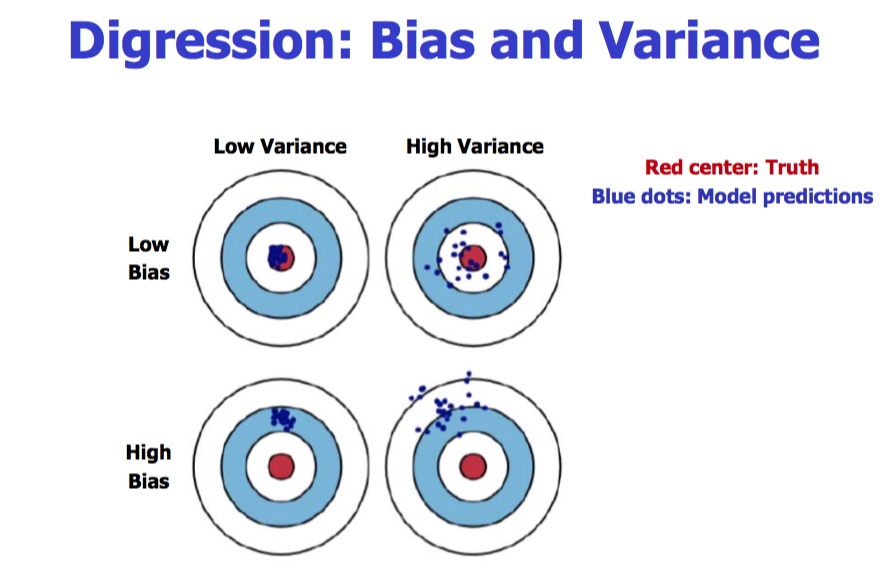 Digression: Bias and Variance
Low Variance
High Variance
Red center: Truth
Blue dots: Model predictions
Low
Bias
High
Bias